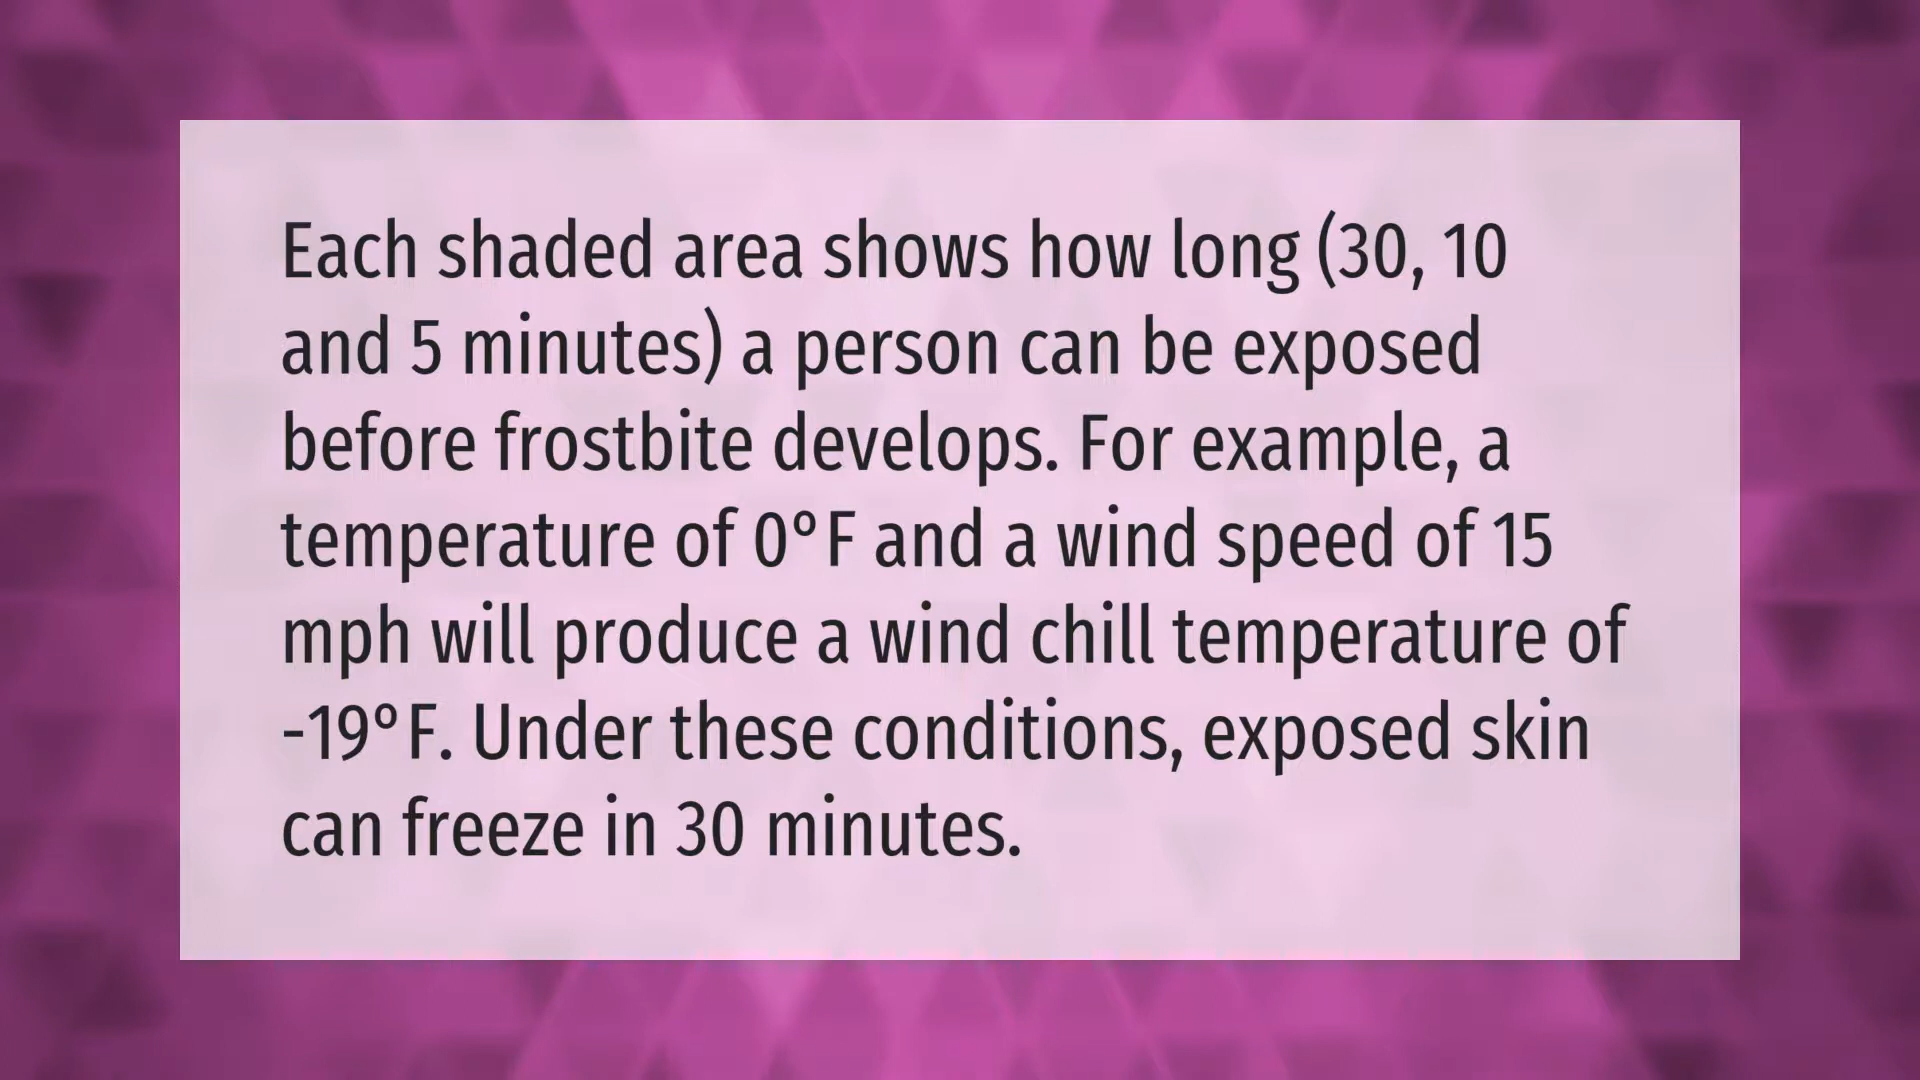 Each shaded area shows how long (30, 10
and 5 minutes) a person can be exposed
before frostbite develops. For example, a
temperature of 0°F and a wind speed of 15
mph will produce a wind chill temperature of
-19°F. Under these conditions, exposed skin
can freeze in 30 minutes.